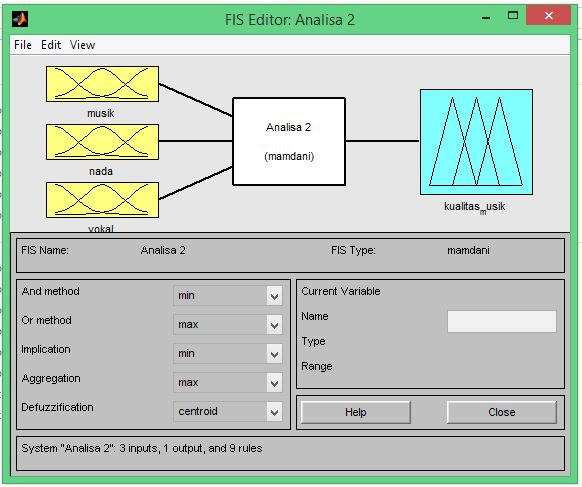 FIS Editor: Analisa 2
File Edit View
musik
nada
vokal
Analisa 2
(mamdani)
kualitas_musik
FIS Name: Analisa 2 FIS Type: mamdani
And method min
Or method max
Implication min
Aggregation max
Defuzzification centroid
Current Variable
Name
Type
Range
Help Close
System "Analisa 2": 3 inputs, 1 output, and 9 rules